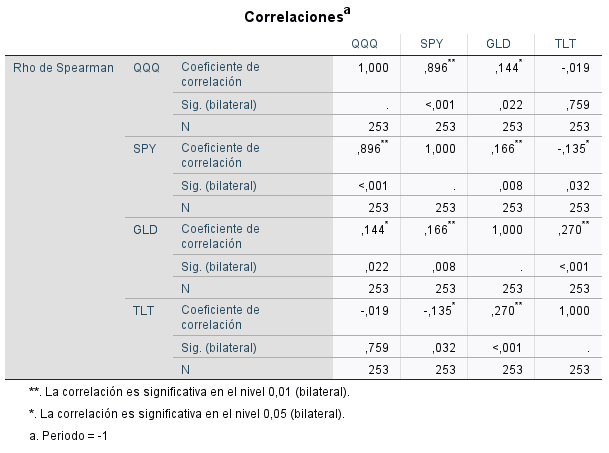 Correlacionesᵃ
QQQ SPY GLD TLT
Rho de Spearman QQQ Coeficiente de correlación 1,000 ,896** ,144* -,019
Sig. (bilateral) . <,001 ,022 ,759
N 253 253 253 253
SPY Coeficiente de correlación ,896** 1,000 ,166** -,135*
Sig. (bilateral) <,001 . ,008 ,032
N 253 253 253 253
GLD Coeficiente de correlación ,144* ,166** 1,000 ,270**
Sig. (bilateral) ,022 ,008 . <,001
N 253 253 253 253
TLT Coeficiente de correlación -,019 -,135* ,270** 1,000
Sig. (bilateral) ,759 ,032 <,001 .
N 253 253 253 253
**. La correlación es significativa en el nivel 0,01 (bilateral).
*. La correlación es significativa en el nivel 0,05 (bilateral).
a. Periodo = -1